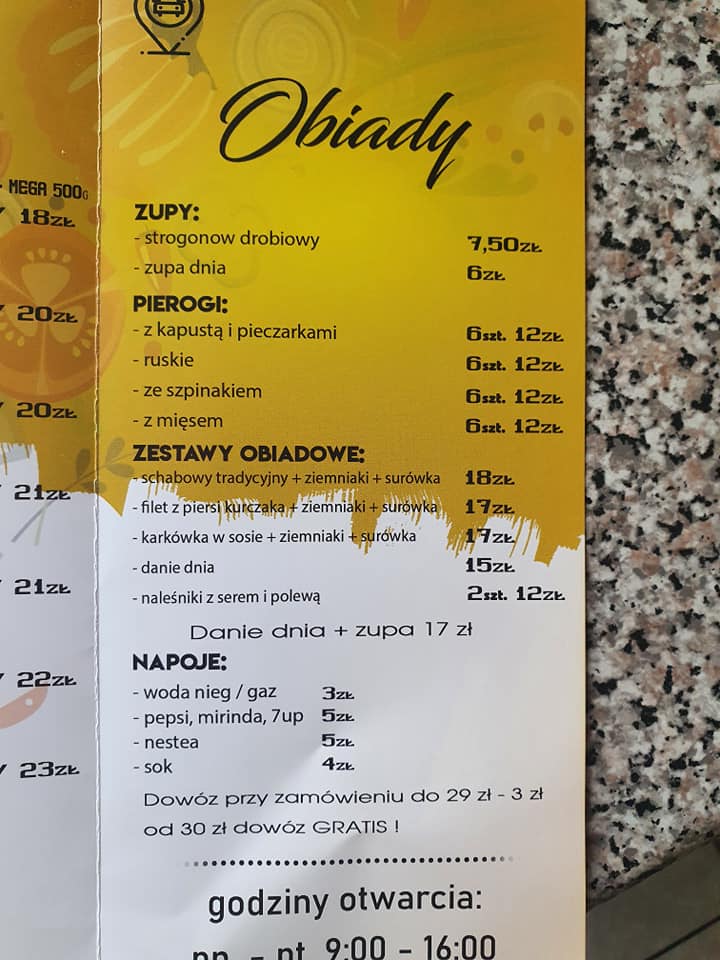 MEGA 500G
18ZŁ
20ZŁ
20ZŁ
21ZŁ
21ZŁ
22ZŁ
23ZŁ
Obiady
ZUPY:
- strogonow drobiowy 7,50ZŁ
- zupa dnia 6ZŁ
PIEROGI:
- z kapustą i pieczarkami 6szt. 12ZŁ
- ruskie 6szt. 12ZŁ
- ze szpinakiem 6szt. 12ZŁ
- z mięsem 6szt. 12ZŁ
ZESTAWY OBIADOWE:
- schabowy tradycyjny + ziemniaki + surówka 18ZŁ
- filet z piersi kurczaka + ziemniaki + surówka 17ZŁ
- karkówka w sosie + ziemniaki + surówka 17ZŁ
- danie dnia 15ZŁ
- naleśniki z serem i polewą 2szt. 12ZŁ
Danie dnia + zupa 17 zł
NAPOJE:
- woda nieg / gaz 3ZŁ
- pepsi, mirinda, 7up 5ZŁ
- nestea 5ZŁ
- sok 4ZŁ
Dowóz przy zamówieniu do 29 zł - 3 zł
od 30 zł dowóz GRATIS !
godziny otwarcia:
pn. - pt 9:00 - 16:00